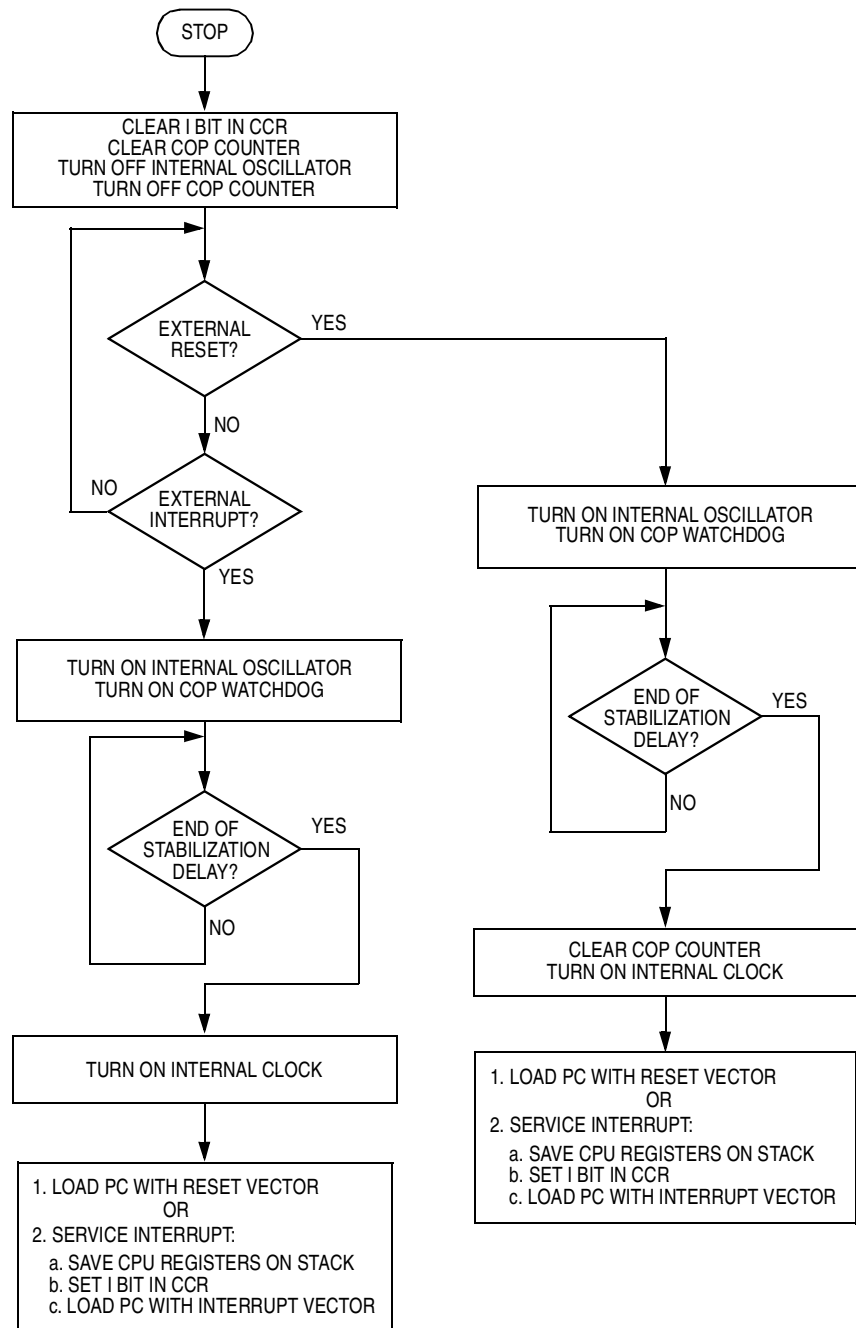 STOP
CLEAR I BIT IN CCR
CLEAR COP COUNTER
TURN OFF INTERNAL OSCILLATOR
TURN OFF COP COUNTER
EXTERNAL
RESET?
YES
NO
EXTERNAL
INTERRUPT?
NO
YES
TURN ON INTERNAL OSCILLATOR
TURN ON COP WATCHDOG
END OF
STABILIZATION
DELAY?
YES
NO
TURN ON INTERNAL CLOCK
1. LOAD PC WITH RESET VECTOR
OR
2. SERVICE INTERRUPT:
a. SAVE CPU REGISTERS ON STACK
b. SET I BIT IN CCR
c. LOAD PC WITH INTERRUPT VECTOR
TURN ON INTERNAL OSCILLATOR
TURN ON COP WATCHDOG
END OF
STABILIZATION
DELAY?
YES
NO
CLEAR COP COUNTER
TURN ON INTERNAL CLOCK
1. LOAD PC WITH RESET VECTOR
OR
2. SERVICE INTERRUPT:
a. SAVE CPU REGISTERS ON STACK
b. SET I BIT IN CCR
c. LOAD PC WITH INTERRUPT VECTOR